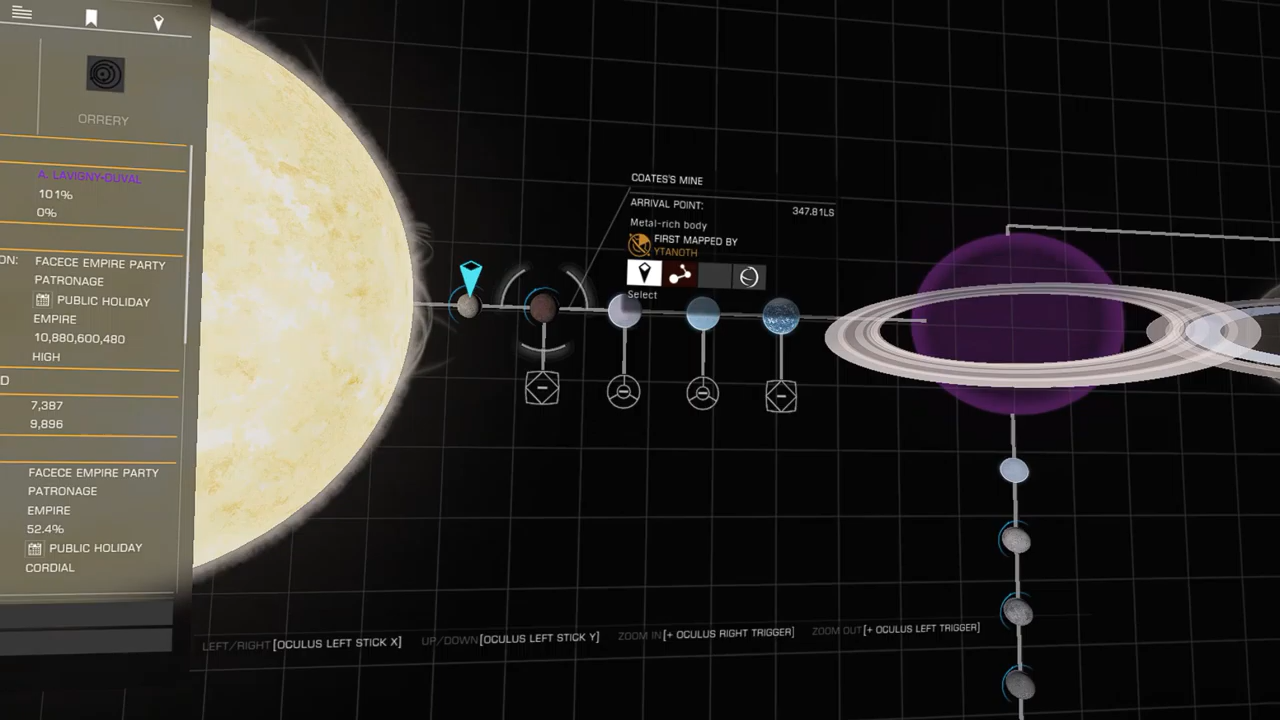 ORRERY
A. LAVIGNY-DUVAL
101%
0%
ON:
FACECE EMPIRE PARTY
PATRONAGE
PUBLIC HOLIDAY
EMPIRE
10,880,600,480
HIGH
D
7,387
9,896
FACECE EMPIRE PARTY
PATRONAGE
EMPIRE
52.4%
PUBLIC HOLIDAY
CORDIAL
COATES'S MINE
ARRIVAL POINT: 347.81LS
Metal-rich body
FIRST MAPPED BY
YTANOTH
Select
LEFT/RIGHT [OCULUS LEFT STICK X] UP/DOWN [OCULUS LEFT STICK Y] ZOOM IN [+ OCULUS RIGHT TRIGGER] ZOOM OUT [+ OCULUS LEFT TRIGGER]